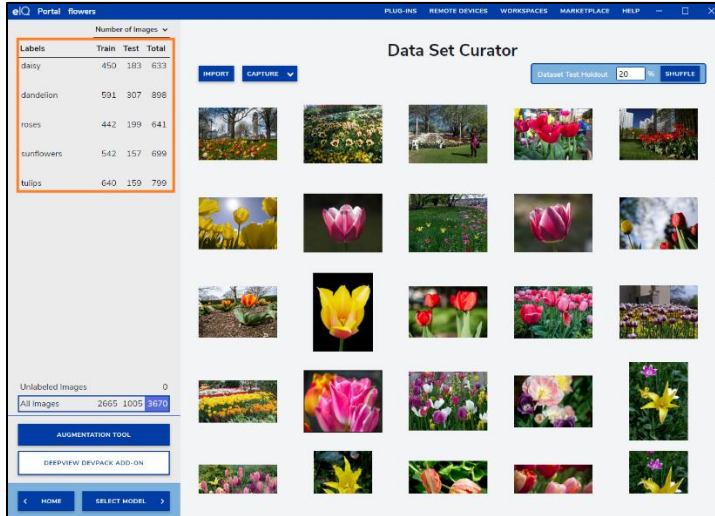 eIQ Portal flowers PLUG-INS REMOTE DEVICES WORKSPACES MARKETPLACE HELP
Number of Images
Labels Train Test Total
daisy 450 183 633
dandelion 591 307 898
roses 442 199 641
sunflowers 542 157 699
tulips 640 159 799
Unlabeled Images 0
All Images 2665 1005 3670
AUGMENTATION TOOL
DEEPVIEW DEVPACK ADD-ON
HOME SELECT MODEL
Data Set Curator
IMPORT CAPTURE Dataset Test Holdout 20 % SHUFFLE